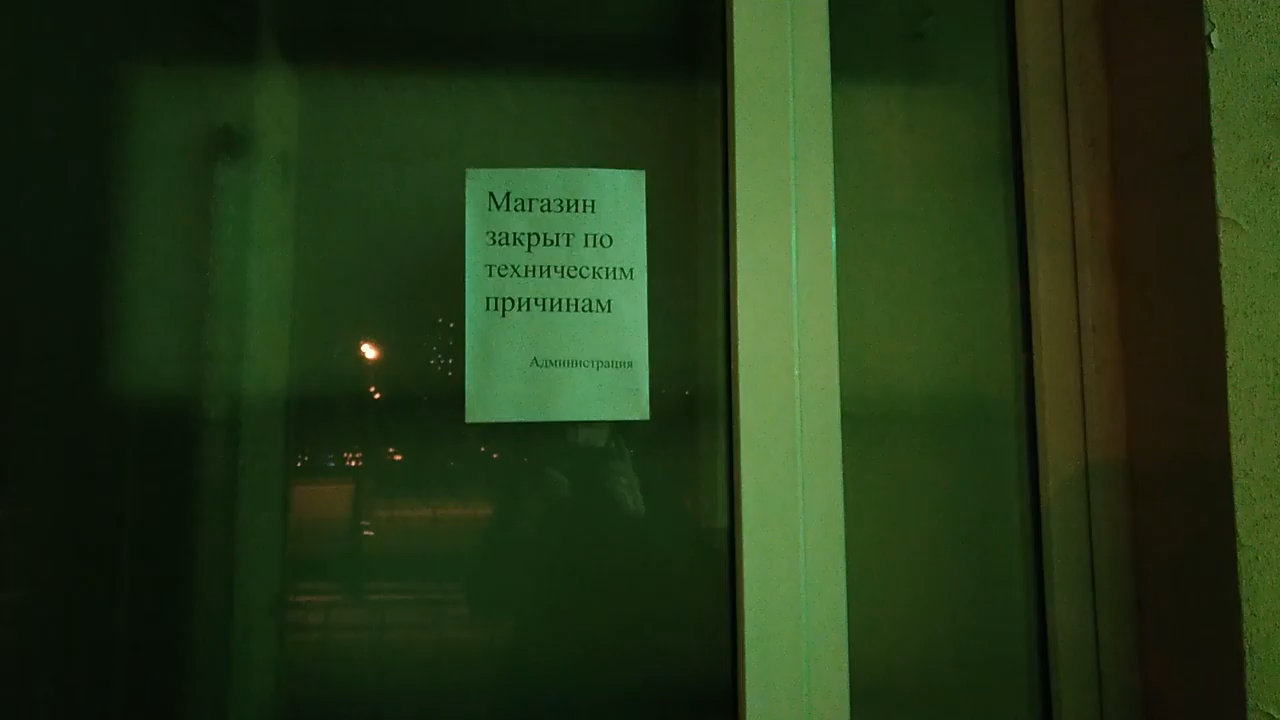 Магазин
закрыт по
техническим
причинам
Администрация